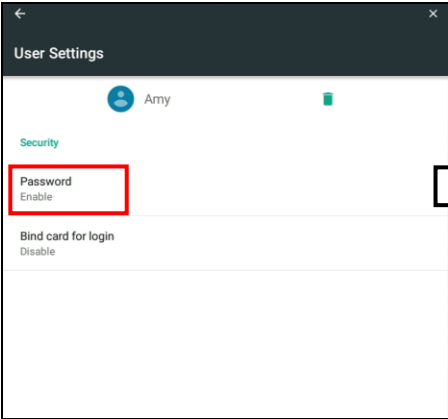 User Settings
Amy
Security
Password
Enable
Bind card for login
Disable